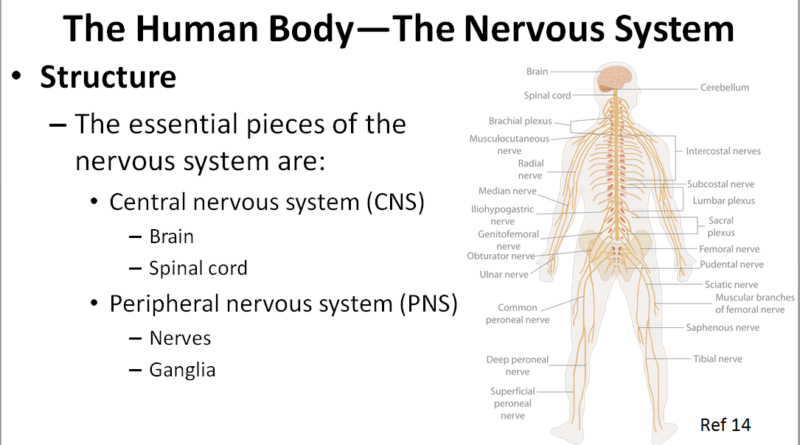 The Human Body—The Nervous System
• Structure
– The essential pieces of the
nervous system are:
• Central nervous system (CNS)
– Brain
– Spinal cord
• Peripheral nervous system (PNS)
– Nerves
– Ganglia
Brain
Spinal cord
Brachial plexus
Musculocutaneous
nerve
Radial
nerve
Median nerve
Iliohypogastric
nerve
Genitofemoral
nerve
Obturator nerve
Ulnar nerve
Common
peroneal nerve
Deep peroneal
nerve
Superficial
peroneal
nerve
Cerebellum
Intercostal nerves
Subcostal nerve
Lumbar plexus
Sacral
plexus
Femoral nerve
Pudental nerve
Sciatic nerve
Muscular branches
of femoral nerve
Saphenous nerve
Tibial nerve
Ref 14